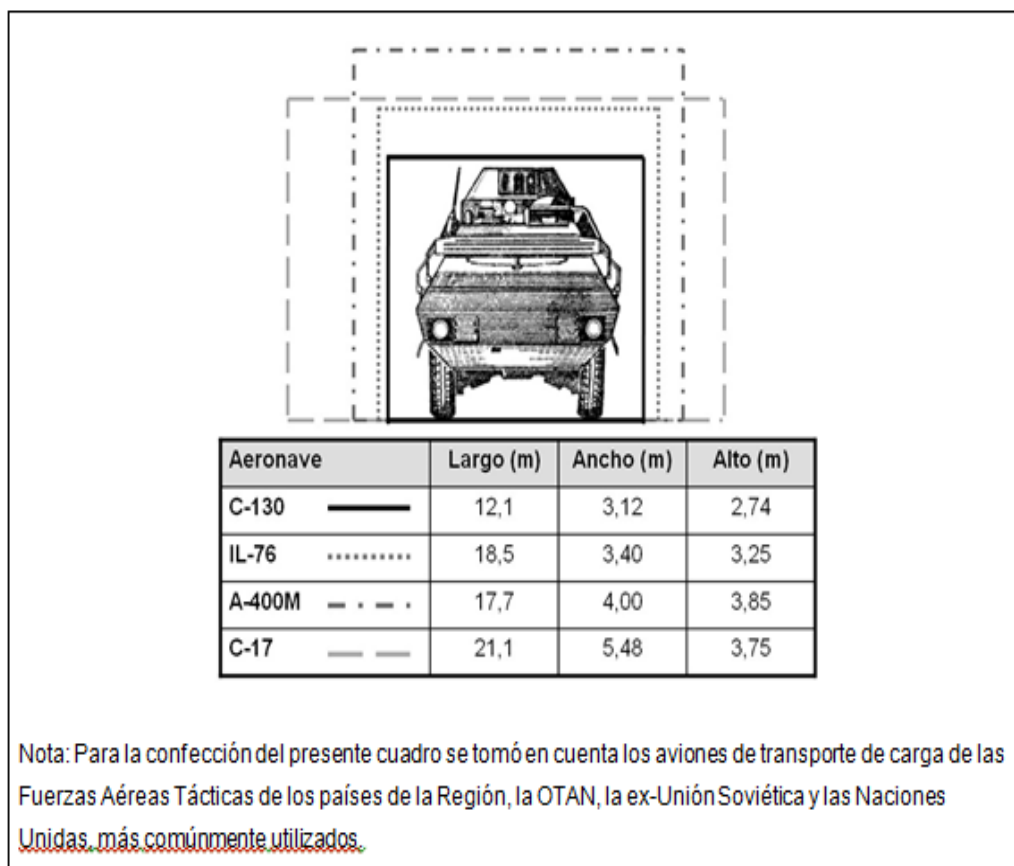 Aeronave Largo (m) Ancho (m) Alto (m)
C-130 12,1 3,12 2,74
IL-76 18,5 3,40 3,25
A-400M 17,7 4,00 3,85
C-17 21,1 5,48 3,75
Nota: Para la confección del presente cuadro se tomó en cuenta los aviones de transporte de carga de las
Fuerzas Aéreas Tácticas de los países de la Región, la OTAN, la ex-Unión Soviética y las Naciones
Unidas, más comúnmente utilizados.